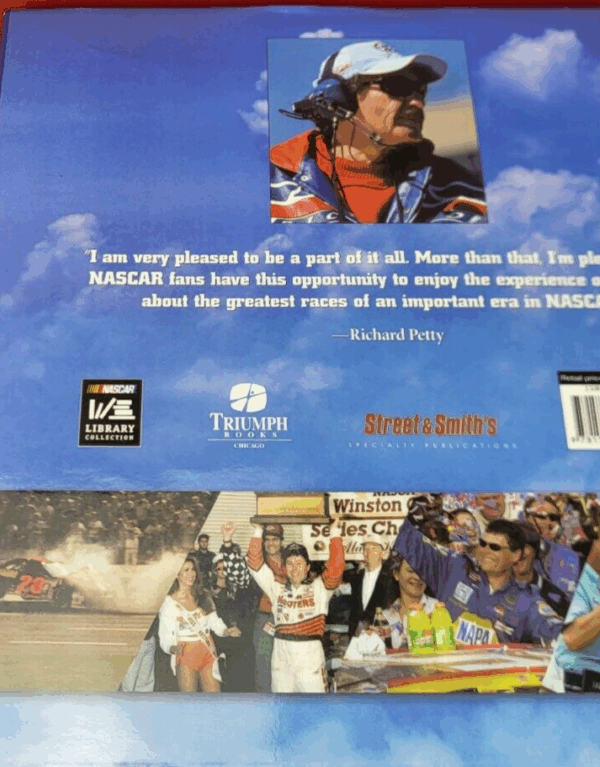 "I am very pleased to be a part of it all. More than that, I'm ple
NASCAR fans have this opportunity to enjoy the experience o
about the greatest races of an important era in NASCA
—Richard Petty
NASCAR
LIBRARY
COLLECTION
TRIUMPH
BOOKS
CHICAGO
Street & Smith's
SPECIALTY PUBLICATIONS
Winston
Series Ch
HOOTERS
NAPA
28